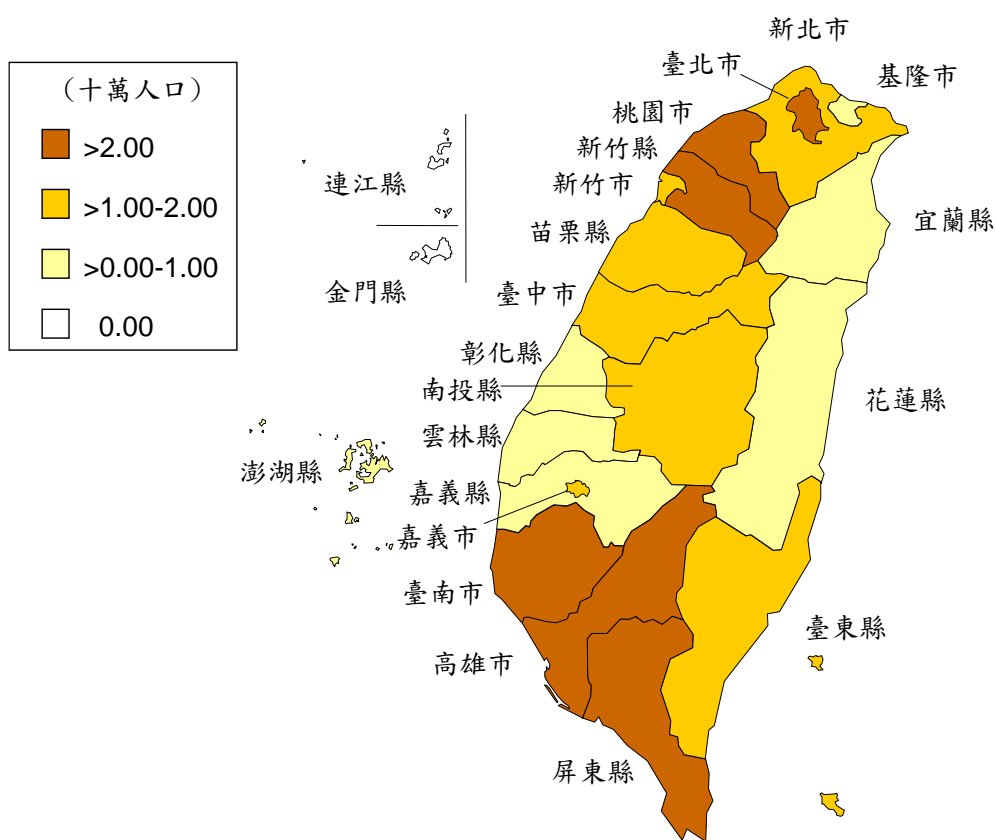 （十萬人口）
>2.00
>1.00-2.00
>0.00-1.00
0.00
新北市
臺北市
基隆市
桃園市
新竹縣
新竹市
苗栗縣
宜蘭縣
連江縣
金門縣
臺中市
彰化縣
南投縣
花蓮縣
雲林縣
澎湖縣
嘉義縣
嘉義市
臺南市
臺東縣
高雄市
屏東縣